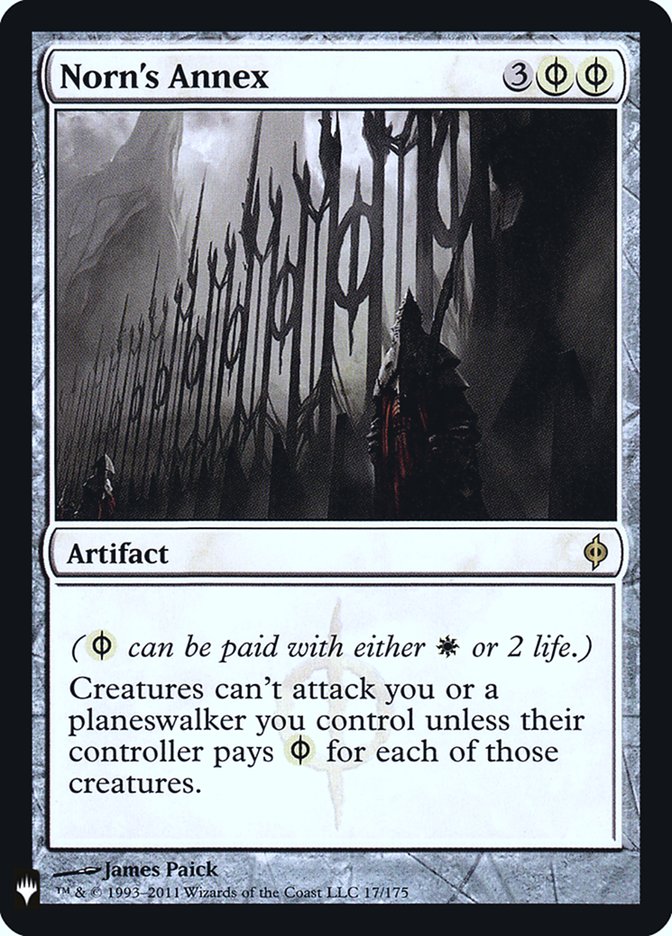 Norn's Annex 3ΦΦ
Artifact
(Φ can be paid with either ☀ or 2 life.)
Creatures can't attack you or a
planeswalker you control unless their
controller pays Φ for each of those
creatures.
James Paick
™ & © 1993–2011 Wizards of the Coast LLC 17/175